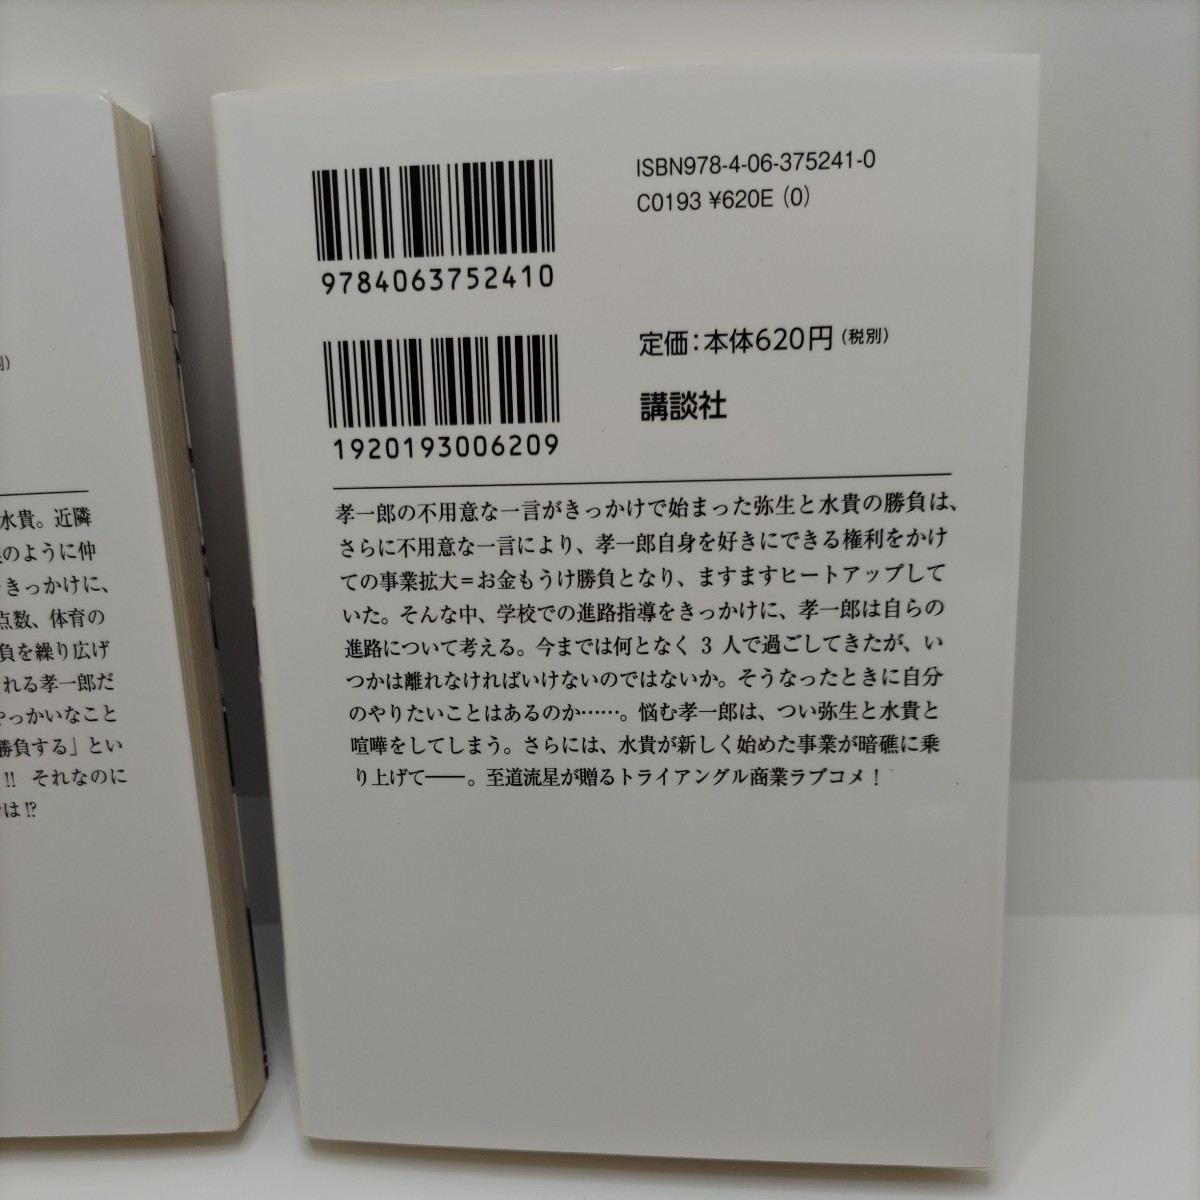 水貴。近隣
のように仲
きっかけに、
点数、体育の
負を繰り広げ
れる孝一郎だ
やっかいなこと
勝負する」とい
!! それなのに
は!?
ISBN978-4-06-375241-0
C0193 ¥620E (0)
9784063752410
定価：本体620円（税別）
講談社
1920193006209
孝一郎の不用意な一言がきっかけで始まった弥生と水貴の勝負は、
さらに不用意な一言により、孝一郎自身を好きにできる権利をかけ
ての事業拡大＝お金もうけ勝負となり、ますますヒートアップして
いた。そんな中、学校での進路指導をきっかけに、孝一郎は自らの
進路について考える。今までは何となく3人で過ごしてきたが、い
つかは離れなければいけないのではないか。そうなったときに自分
のやりたいことはあるのか……。悩む孝一郎は、つい弥生と水貴と
喧嘩をしてしまう。さらには、水貴が新しく始めた事業が暗礁に乗
り上げて――。至道流星が贈るトライアングル商業ラブコメ！